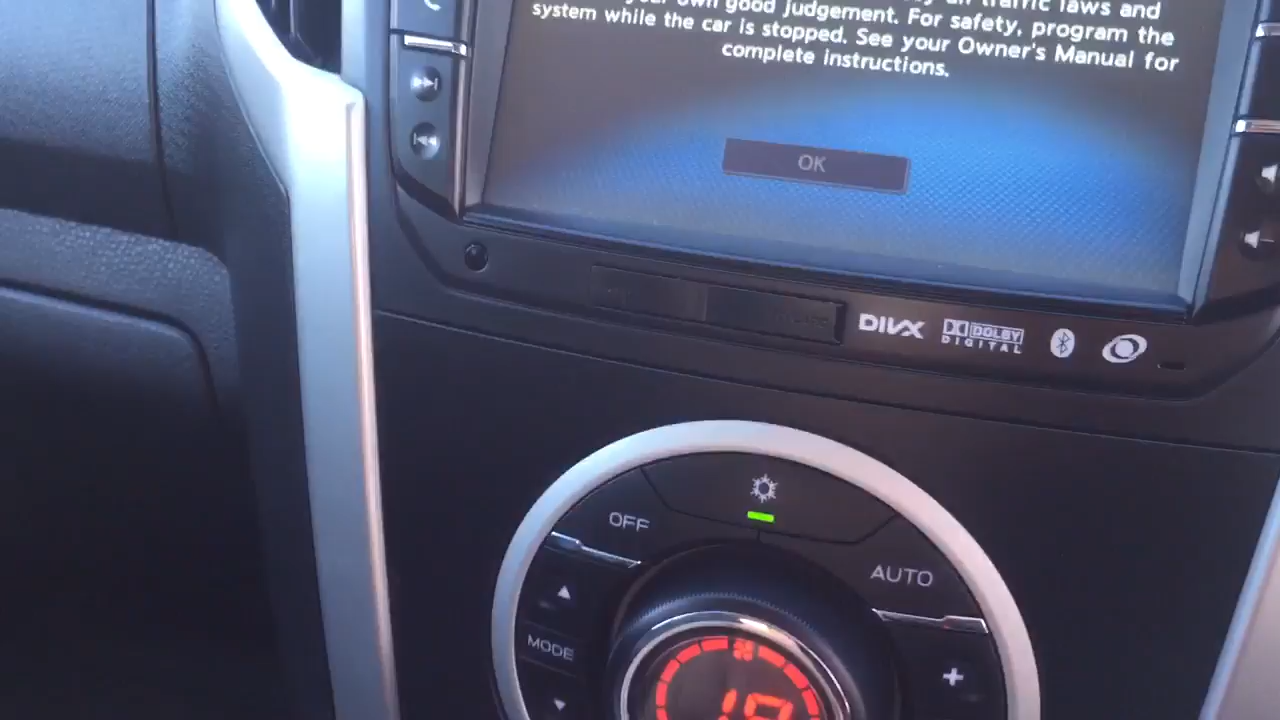 your own good judgement. For safety, program the
system while the car is stopped. See your Owner's Manual for
complete instructions.
OK
DIVX
DOLBY
DIGITAL
OFF
AUTO
MODE
19